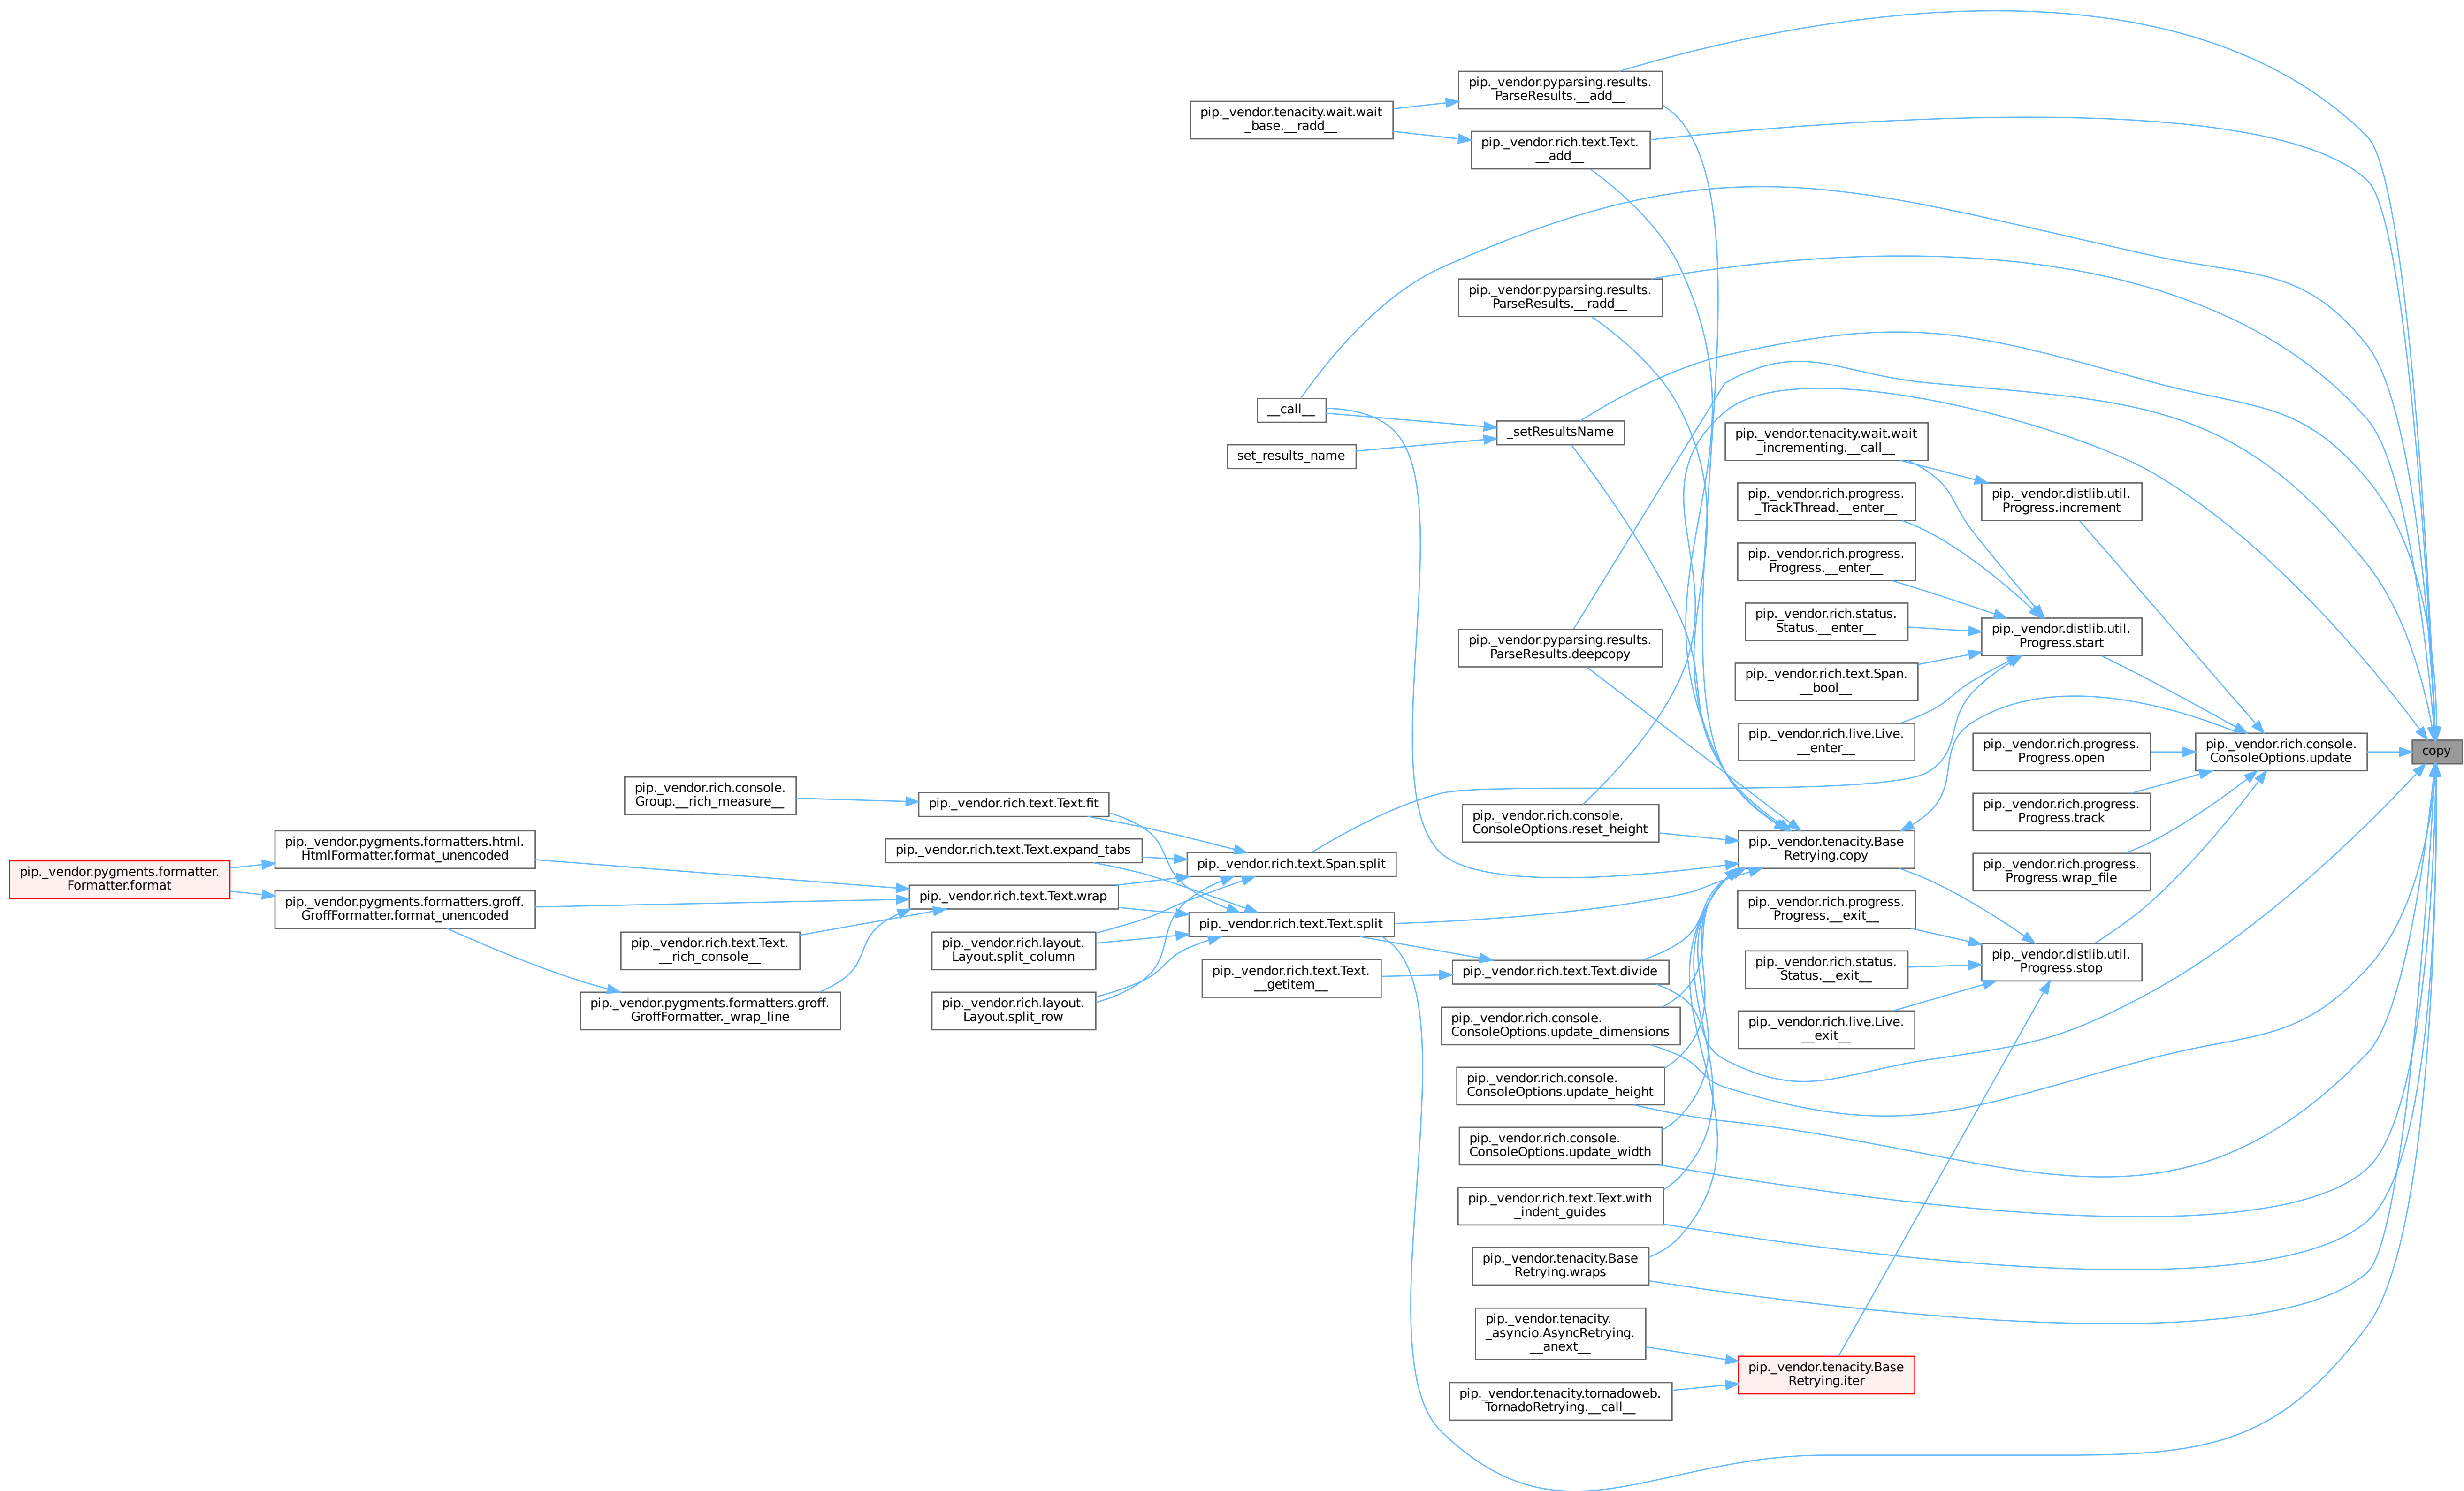 pip._vendor.pyparsing.results.
ParseResults.__add__
pip._vendor.tenacity.wait.wait
_base.__radd__
pip._vendor.rich.text.Text.
__add__
pip._vendor.pyparsing.results.
ParseResults.__radd__
__call__
_setResultsName
set_results_name
pip._vendor.tenacity.wait.wait
_incrementing.__call__
pip._vendor.rich.progress.
_TrackThread.__enter__
pip._vendor.distlib.util.
Progress.increment
pip._vendor.rich.progress.
Progress.__enter__
pip._vendor.rich.status.
Status.__enter__
pip._vendor.distlib.util.
Progress.start
pip._vendor.pyparsing.results.
ParseResults.deepcopy
pip._vendor.rich.text.Span.
__bool__
pip._vendor.rich.live.Live.
__enter__
pip._vendor.rich.progress.
Progress.open
pip._vendor.rich.console.
ConsoleOptions.update
copy
pip._vendor.rich.console.
Group.__rich_measure__
pip._vendor.rich.text.Text.fit
pip._vendor.rich.console.
ConsoleOptions.reset_height
pip._vendor.rich.progress.
Progress.track
pip._vendor.pygments.formatters.html.
HtmlFormatter.format_unencoded
pip._vendor.rich.text.Text.expand_tabs
pip._vendor.tenacity.Base
Retrying.copy
pip._vendor.pygments.formatter.
Formatter.format
pip._vendor.rich.text.Span.split
pip._vendor.rich.progress.
Progress.wrap_file
pip._vendor.pygments.formatters.groff.
GroffFormatter.format_unencoded
pip._vendor.rich.text.Text.wrap
pip._vendor.rich.text.Text.split
pip._vendor.rich.progress.
Progress.__exit__
pip._vendor.rich.text.Text.
__rich_console__
pip._vendor.rich.layout.
Layout.split_column
pip._vendor.rich.text.Text.
__getitem__
pip._vendor.rich.text.Text.divide
pip._vendor.rich.status.
Status.__exit__
pip._vendor.distlib.util.
Progress.stop
pip._vendor.pygments.formatters.groff.
GroffFormatter._wrap_line
pip._vendor.rich.layout.
Layout.split_row
pip._vendor.rich.console.
ConsoleOptions.update_dimensions
pip._vendor.rich.live.Live.
__exit__
pip._vendor.rich.console.
ConsoleOptions.update_height
pip._vendor.rich.console.
ConsoleOptions.update_width
pip._vendor.rich.text.Text.with
_indent_guides
pip._vendor.tenacity.Base
Retrying.wraps
pip._vendor.tenacity.
_asyncio.AsyncRetrying.
__anext__
pip._vendor.tenacity.Base
Retrying.iter
pip._vendor.tenacity.tornadoweb.
TornadoRetrying.__call__